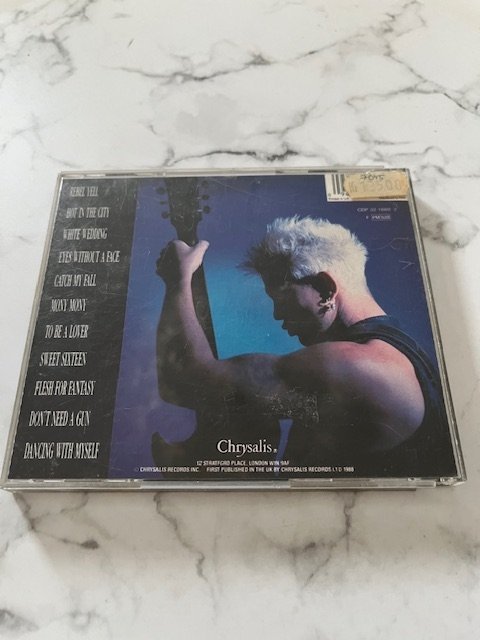 REBEL YELL
HOT IN THE CITY
WHITE WEDDING
EYES WITHOUT A FACE
CATCH MY FALL
MONY MONY
TO BE A LOVER
SWEET SIXTEEN
FLESH FOR FANTASY
DON'T NEED A GUN
DANCING WITH MYSELF
Chrysalis
12 STRATFORD PLACE, LONDON W1N 9AF
© CHRYSALIS RECORDS INC. FIRST PUBLISHED IN THE UK BY CHRYSALIS RECORDS LTD 1988